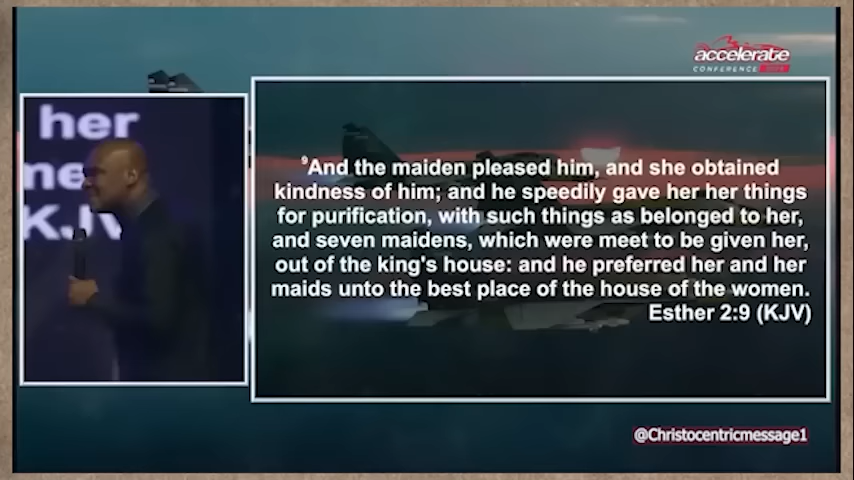 accelerate
CONFERENCE
her
me
KJV
⁹And the maiden pleased him, and she obtained
kindness of him; and he speedily gave her her things
for purification, with such things as belonged to her,
and seven maidens, which were meet to be given her,
out of the king's house: and he preferred her and her
maids unto the best place of the house of the women.
Esther 2:9 (KJV)
@Christocentricmessage1